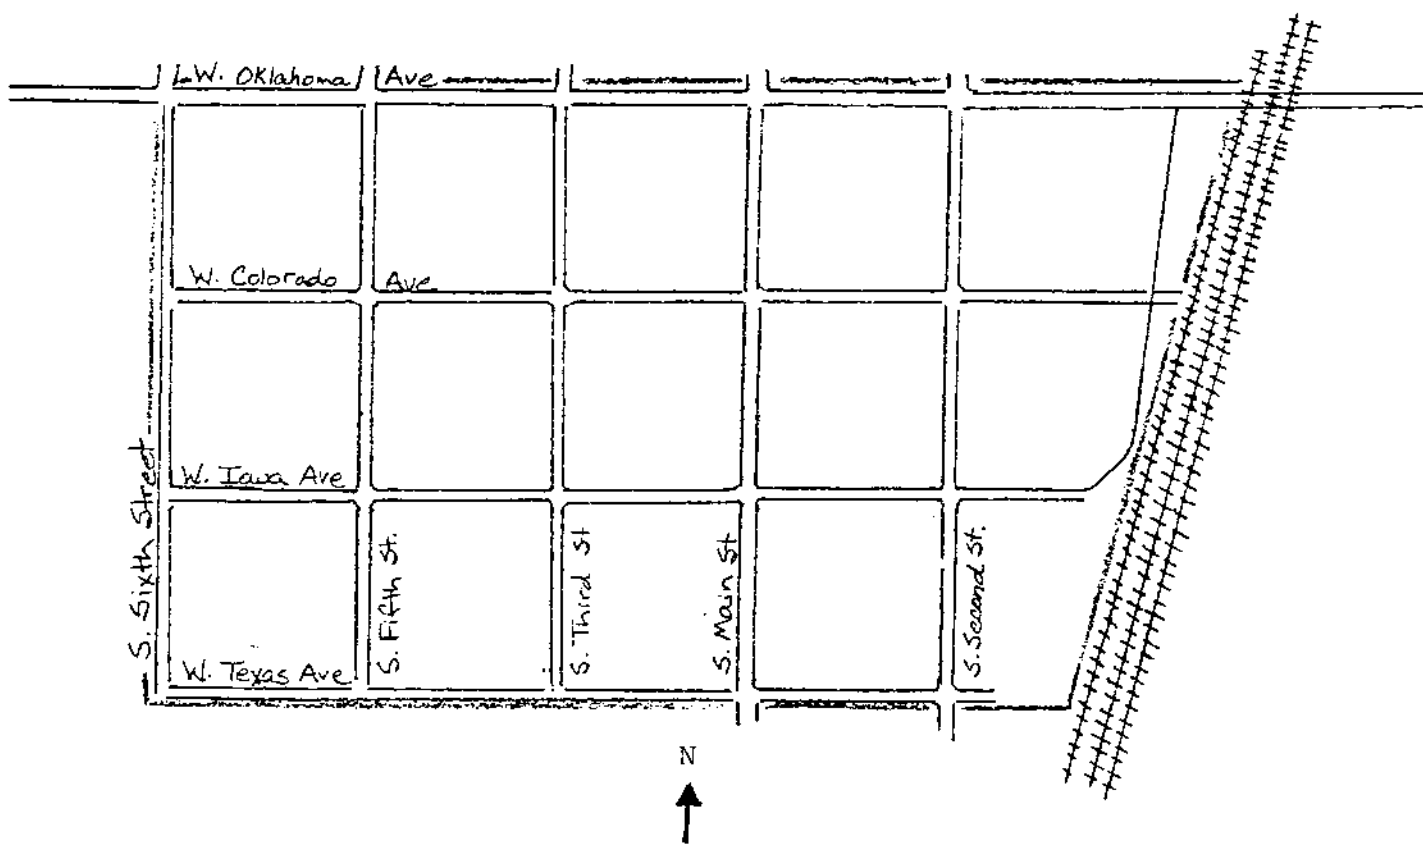 W. Oklahoma Ave
W. Colorado Ave
W. Iowa Ave
S. Sixth Street
S. Fifth St.
S. Third St
S. Main St
S. Second St.
W. Texas Ave
N